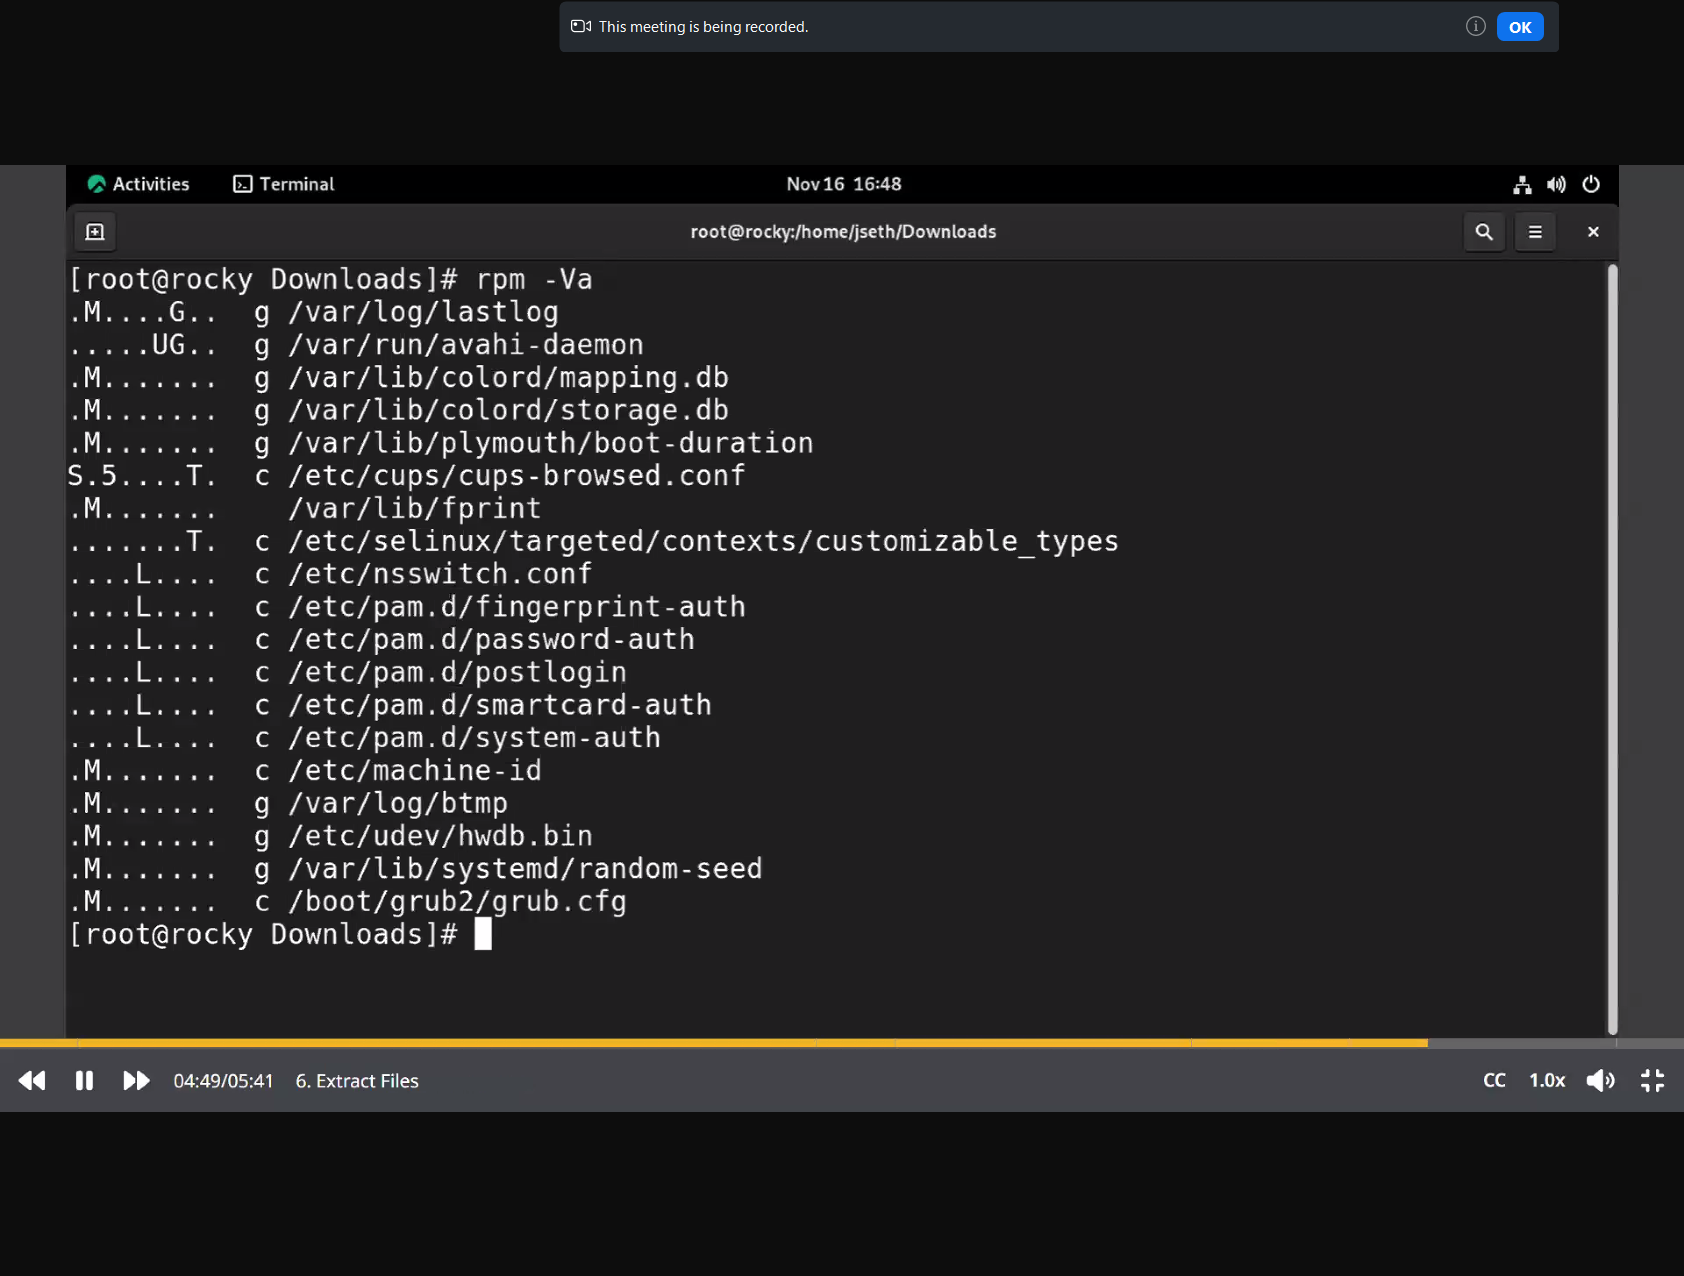 This meeting is being recorded.
OK
Activities
Terminal
Nov 16 16:48
root@rocky:/home/jseth/Downloads
[root@rocky Downloads]# rpm -Va
.M....G..  g /var/log/lastlog
.....UG..  g /var/run/avahi-daemon
.M.......  g /var/lib/colord/mapping.db
.M.......  g /var/lib/colord/storage.db
.M.......  g /var/lib/plymouth/boot-duration
S.5....T.  c /etc/cups/cups-browsed.conf
.M.......    /var/lib/fprint
.......T.  c /etc/selinux/targeted/contexts/customizable_types
....L....  c /etc/nsswitch.conf
....L....  c /etc/pam.d/fingerprint-auth
....L....  c /etc/pam.d/password-auth
....L....  c /etc/pam.d/postlogin
....L....  c /etc/pam.d/smartcard-auth
....L....  c /etc/pam.d/system-auth
.M.......  c /etc/machine-id
.M.......  g /var/log/btmp
.M.......  g /etc/udev/hwdb.bin
.M.......  g /var/lib/systemd/random-seed
.M.......  c /boot/grub2/grub.cfg
[root@rocky Downloads]#
04:49/05:41
6. Extract Files
CC
1.0x